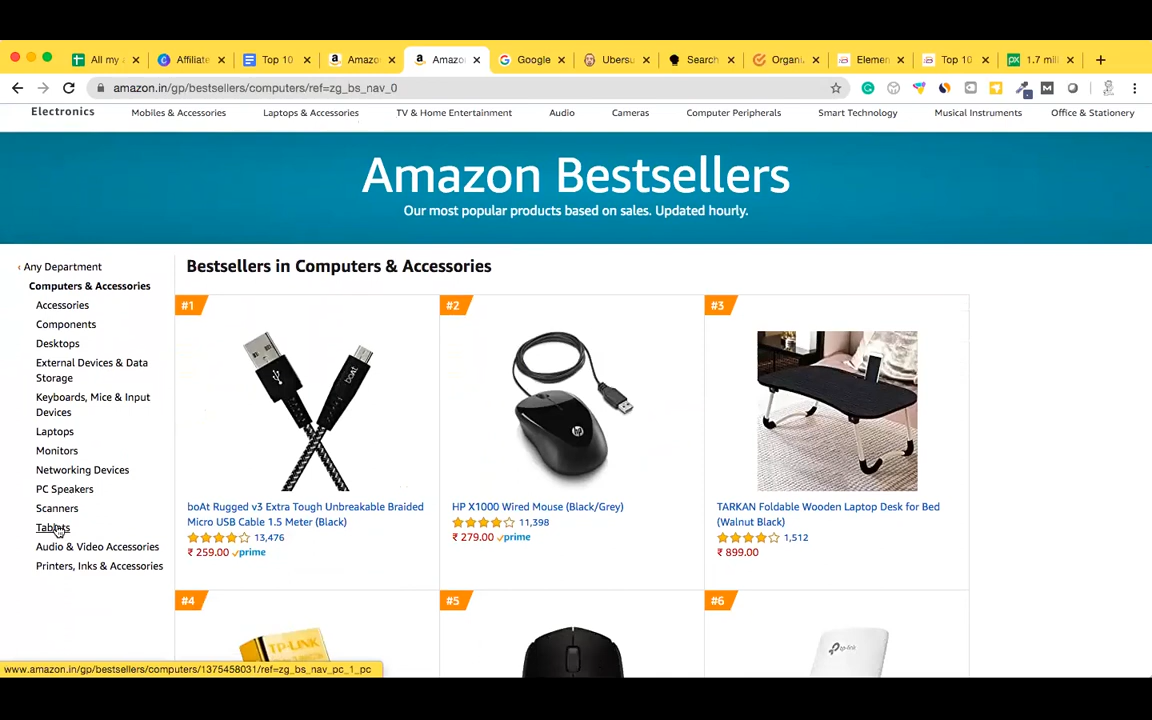 All my
Affiliate
Top 10
Amazo
Amazo
Google
Ubersu
Search
Organi
Elemen
Top 10
1.7 mil
amazon.in/gp/bestsellers/computers/ref=zg_bs_nav_0
Electronics
Mobiles & Accessories
Laptops & Accessories
TV & Home Entertainment
Audio
Cameras
Computer Peripherals
Smart Technology
Musical Instruments
Office & Stationery
Amazon Bestsellers
Our most popular products based on sales. Updated hourly.
‹ Any Department
Computers & Accessories
Accessories
Components
Desktops
External Devices & Data
Storage
Keyboards, Mice & Input
Devices
Laptops
Monitors
Networking Devices
PC Speakers
Scanners
Tablets
Audio & Video Accessories
Printers, Inks & Accessories
Bestsellers in Computers & Accessories
#1
boAt
boAt Rugged v3 Extra Tough Unbreakable Braided
Micro USB Cable 1.5 Meter (Black)
13,476
₹ 259.00 prime
#2
hp
HP X1000 Wired Mouse (Black/Grey)
11,398
₹ 279.00 prime
#3
TARKAN Foldable Wooden Laptop Desk for Bed
(Walnut Black)
1,512
₹ 899.00
#4
TP-LINK
#5
#6
tp-link
www.amazon.in/gp/bestsellers/computers/1375458031/ref=zg_bs_nav_pc_1_pc